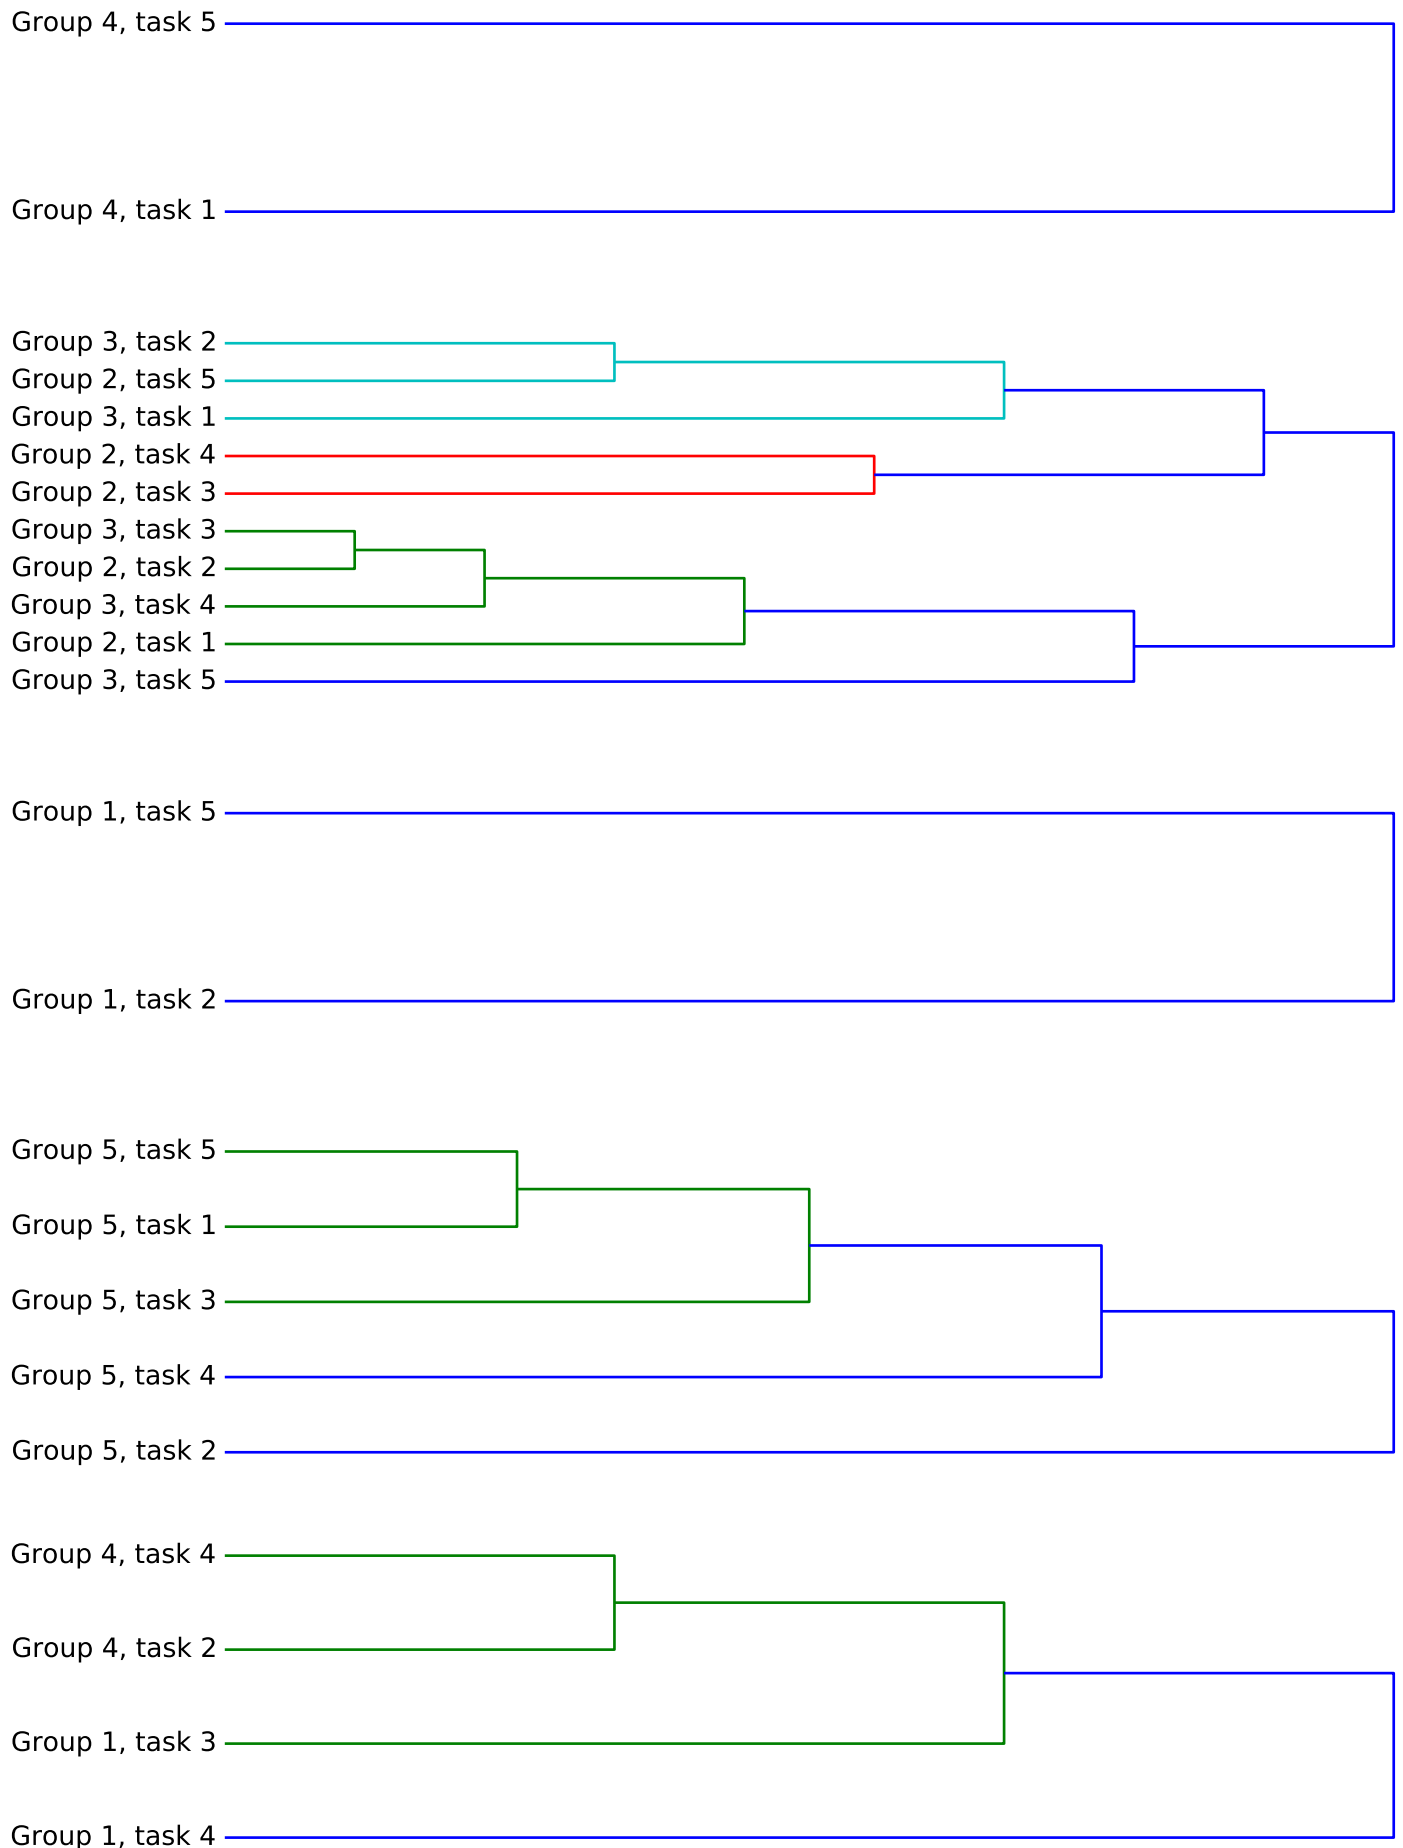 Group 4, task 5
Group 4, task 1
Group 3, task 2
Group 2, task 5
Group 3, task 1
Group 2, task 4
Group 2, task 3
Group 3, task 3
Group 2, task 2
Group 3, task 4
Group 2, task 1
Group 3, task 5
Group 1, task 5
Group 1, task 2
Group 5, task 5
Group 5, task 1
Group 5, task 3
Group 5, task 4
Group 5, task 2
Group 4, task 4
Group 4, task 2
Group 1, task 3
Group 1, task 4